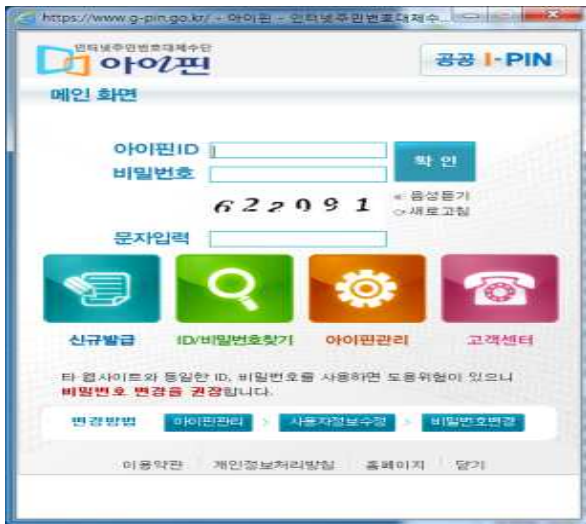 https://www.g-pin.go.kr/ - 아이핀 - 인터넷주민번호대체수...
인터넷주민번호대체수단
아이핀
공공 I-PIN
메인 화면
아이핀ID
비밀번호
확 인
622091
음성듣기
새로고침
문자입력
신규발급 ID/비밀번호찾기 아이핀관리 고객센터
타 웹사이트와 동일한 ID, 비밀번호를 사용하면 도용위험이 있으니
비밀번호 변경을 권장합니다.
변경방법 아이핀관리 > 사용자정보수정 > 비밀번호변경
이용약관 개인정보처리방침 홈페이지 닫기